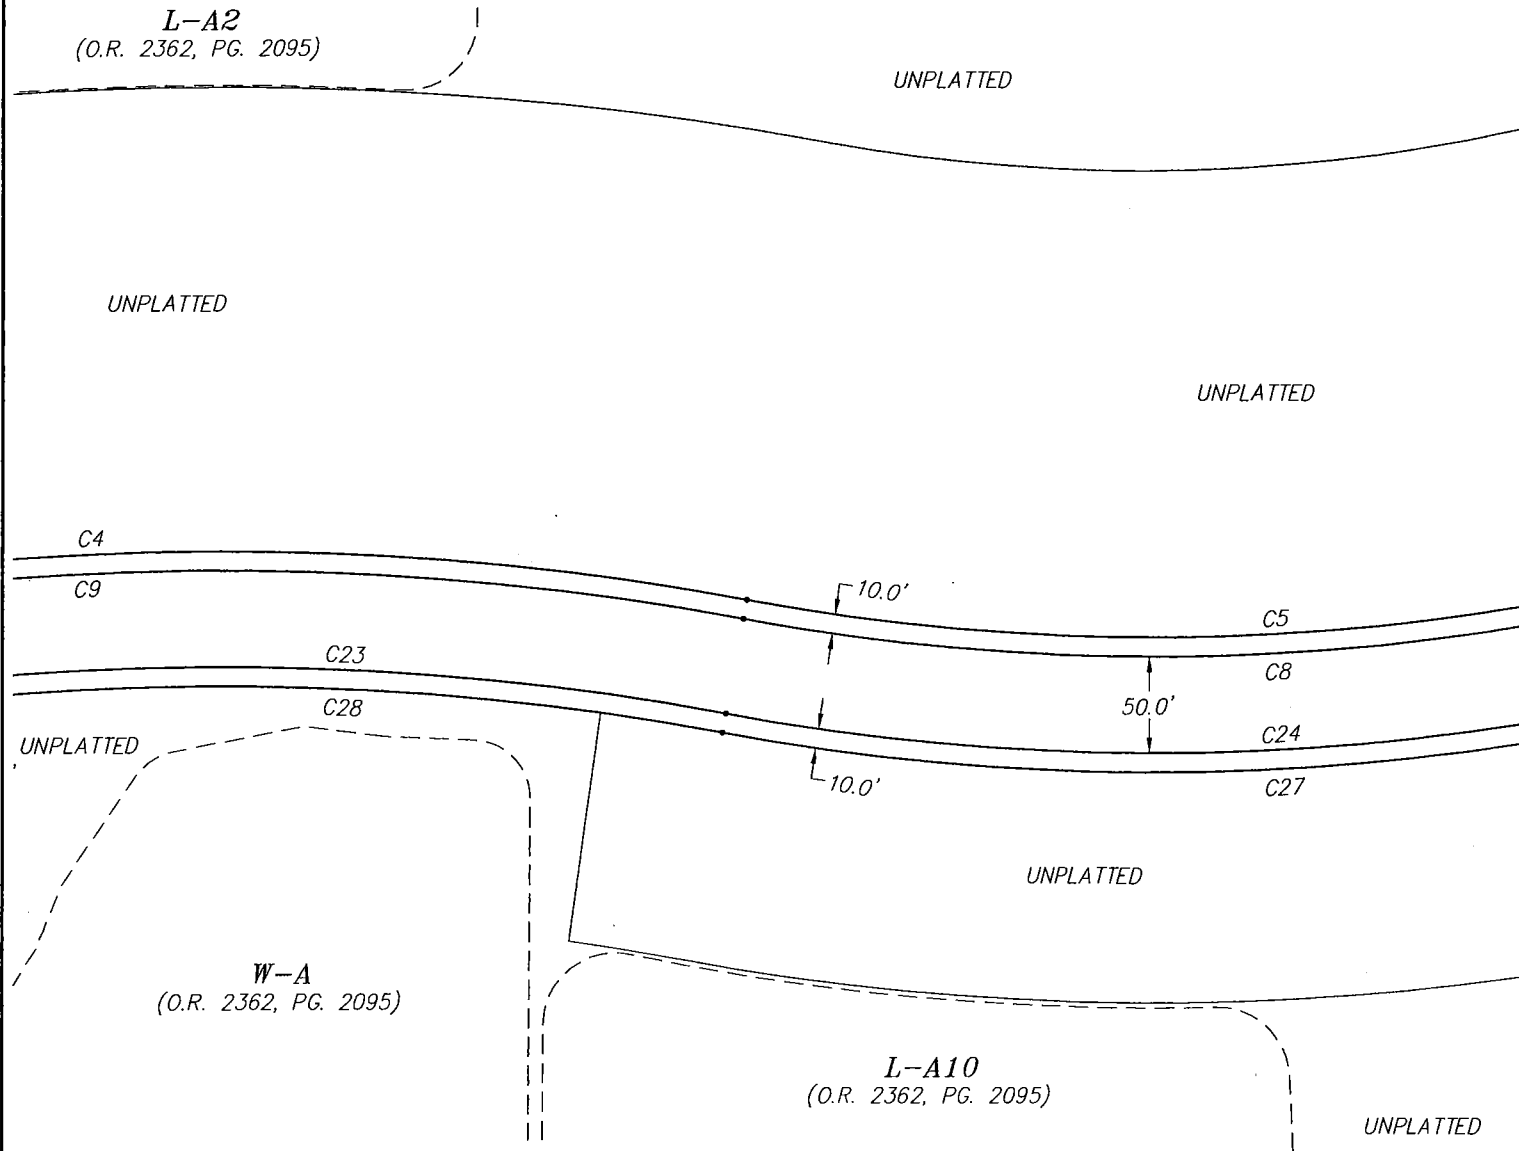 L-A2
(O.R. 2362, PG. 2095)
UNPLATTED
UNPLATTED
UNPLATTED
C4
C9
10.0'
C5
C8
C23
C28
50.0'
C24
C27
10.0'
UNPLATTED
UNPLATTED
W-A
(O.R. 2362, PG. 2095)
L-A10
(O.R. 2362, PG. 2095)
UNPLATTED